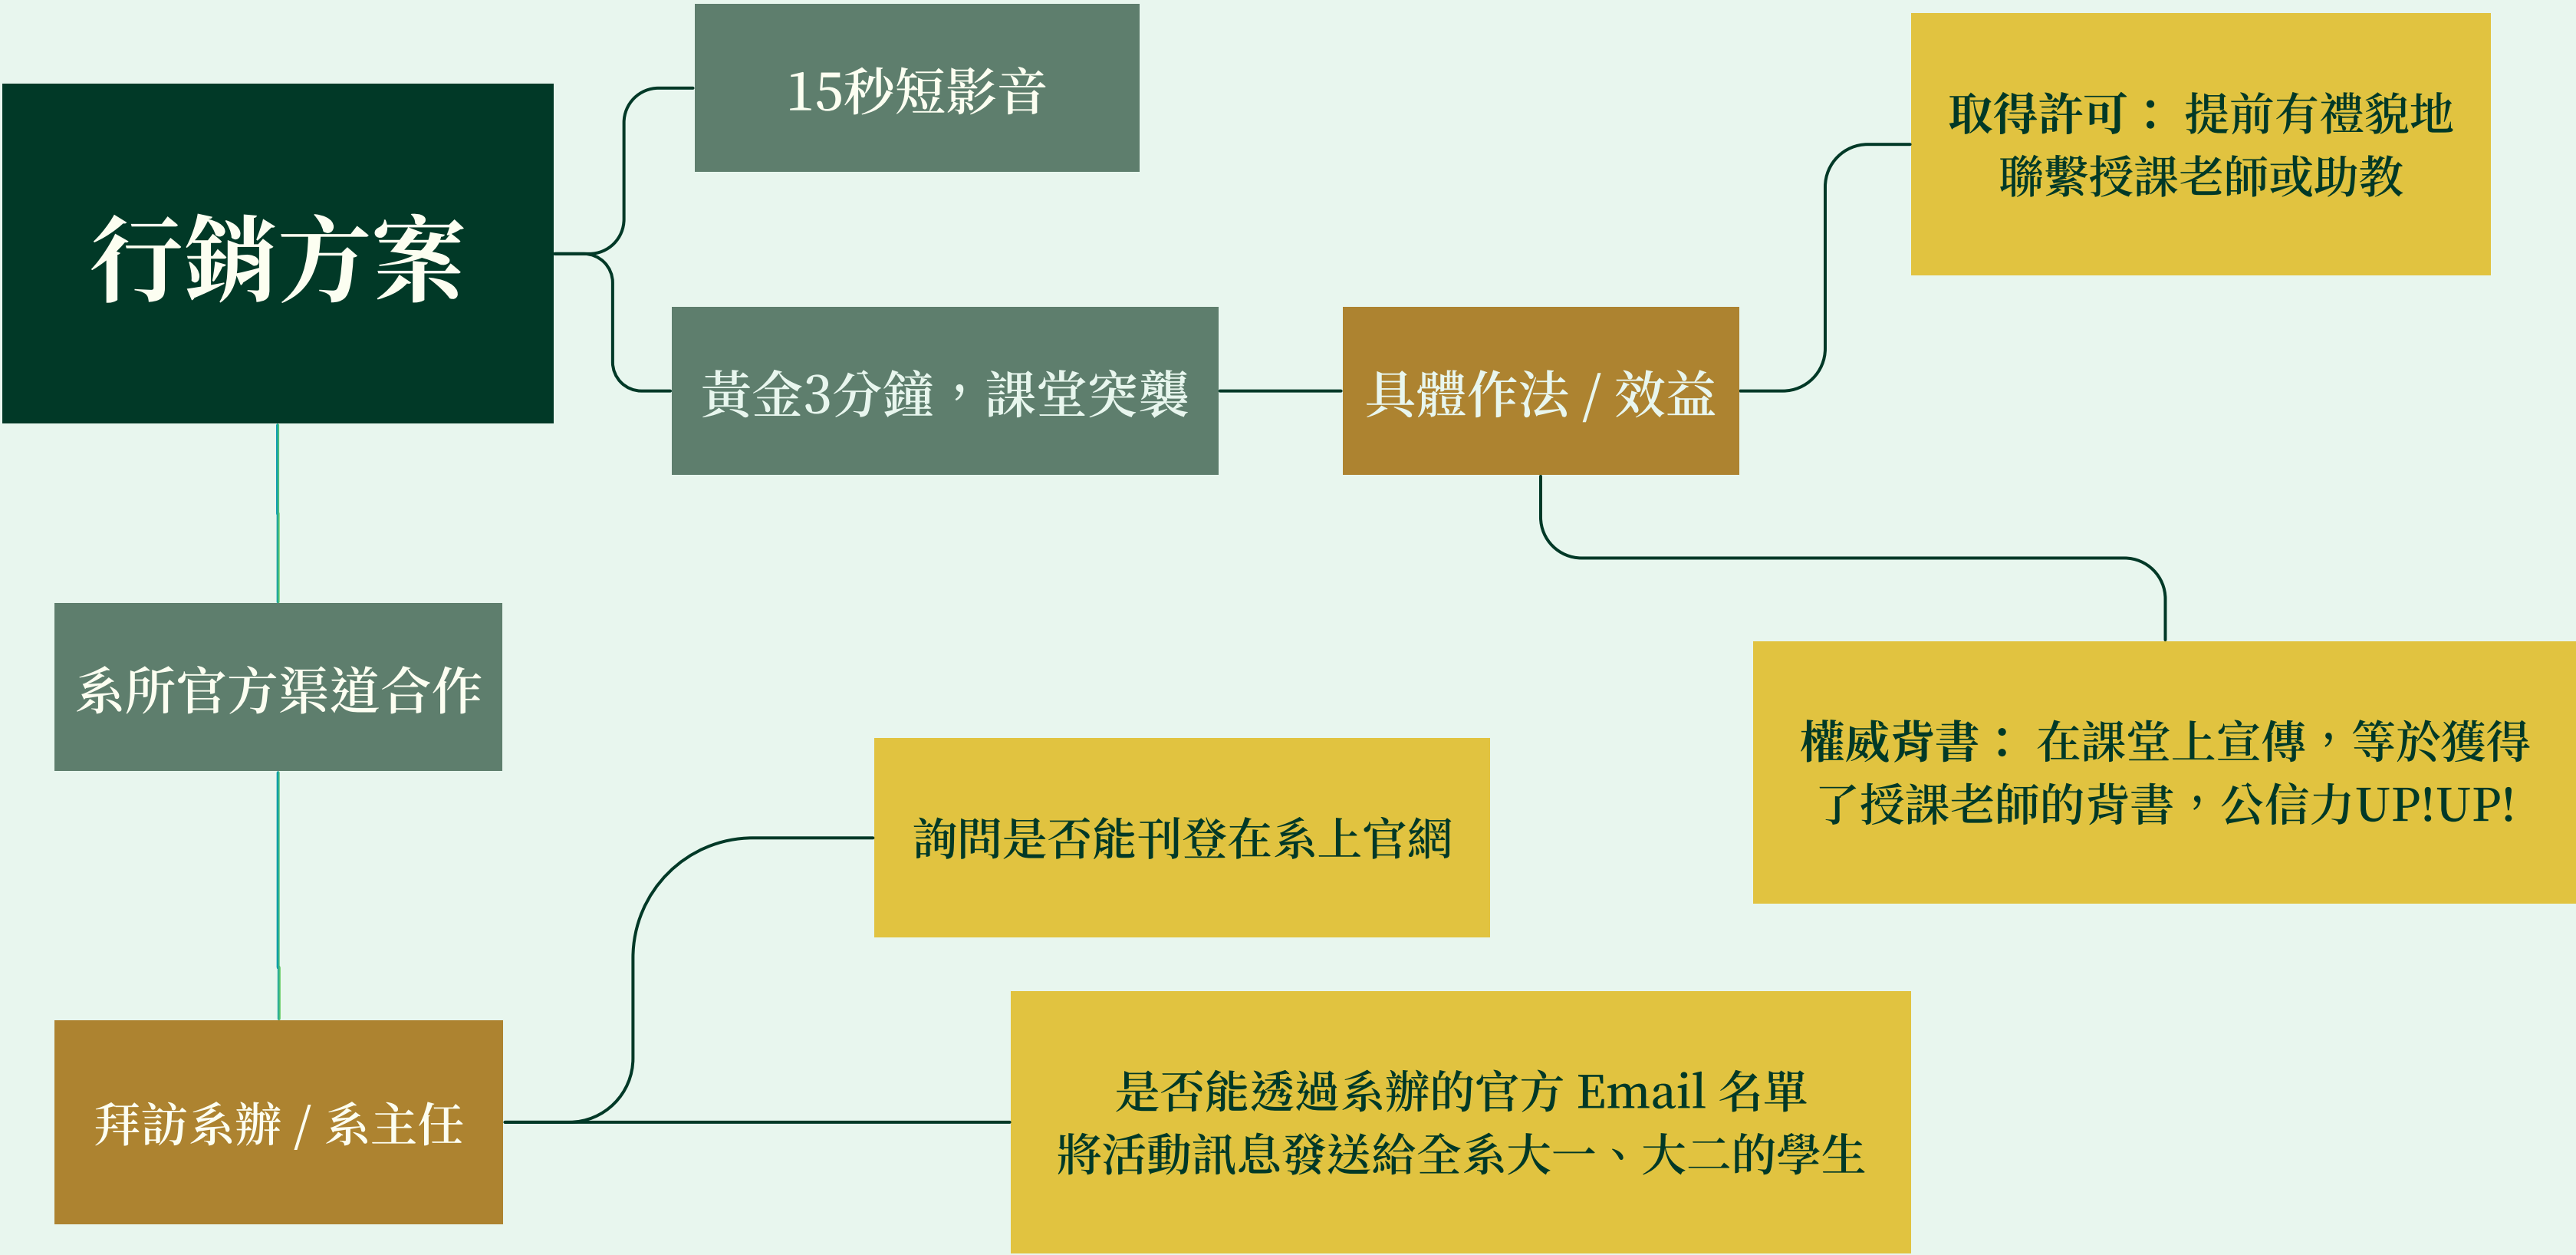 行銷方案
15秒短影音
黃金3分鐘，課堂突襲
具體作法 / 效益
取得許可： 提前有禮貌地
聯繫授課老師或助教
權威背書： 在課堂上宣傳，等於獲得
了授課老師的背書，公信力UP!UP!
系所官方渠道合作
拜訪系辦 / 系主任
詢問是否能刊登在系上官網
是否能透過系辦的官方 Email 名單
將活動訊息發送給全系大一、大二的學生